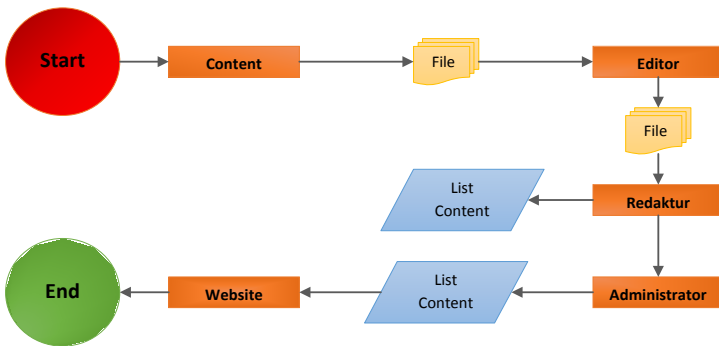 Start
Content
File
Editor
File
List
Content
Redaktur
End
Website
List
Content
Administrator